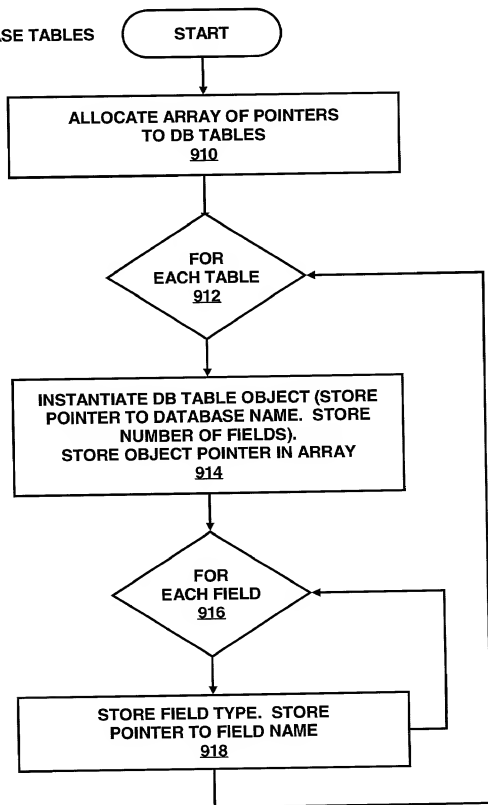 ASE TABLES
START
ALLOCATE ARRAY OF POINTERS
TO DB TABLES
910
FOR
EACH TABLE
912
INSTANTIATE DB TABLE OBJECT (STORE
POINTER TO DATABASE NAME. STORE
NUMBER OF FIELDS).
STORE OBJECT POINTER IN ARRAY
914
FOR
EACH FIELD
916
STORE FIELD TYPE. STORE
POINTER TO FIELD NAME
918